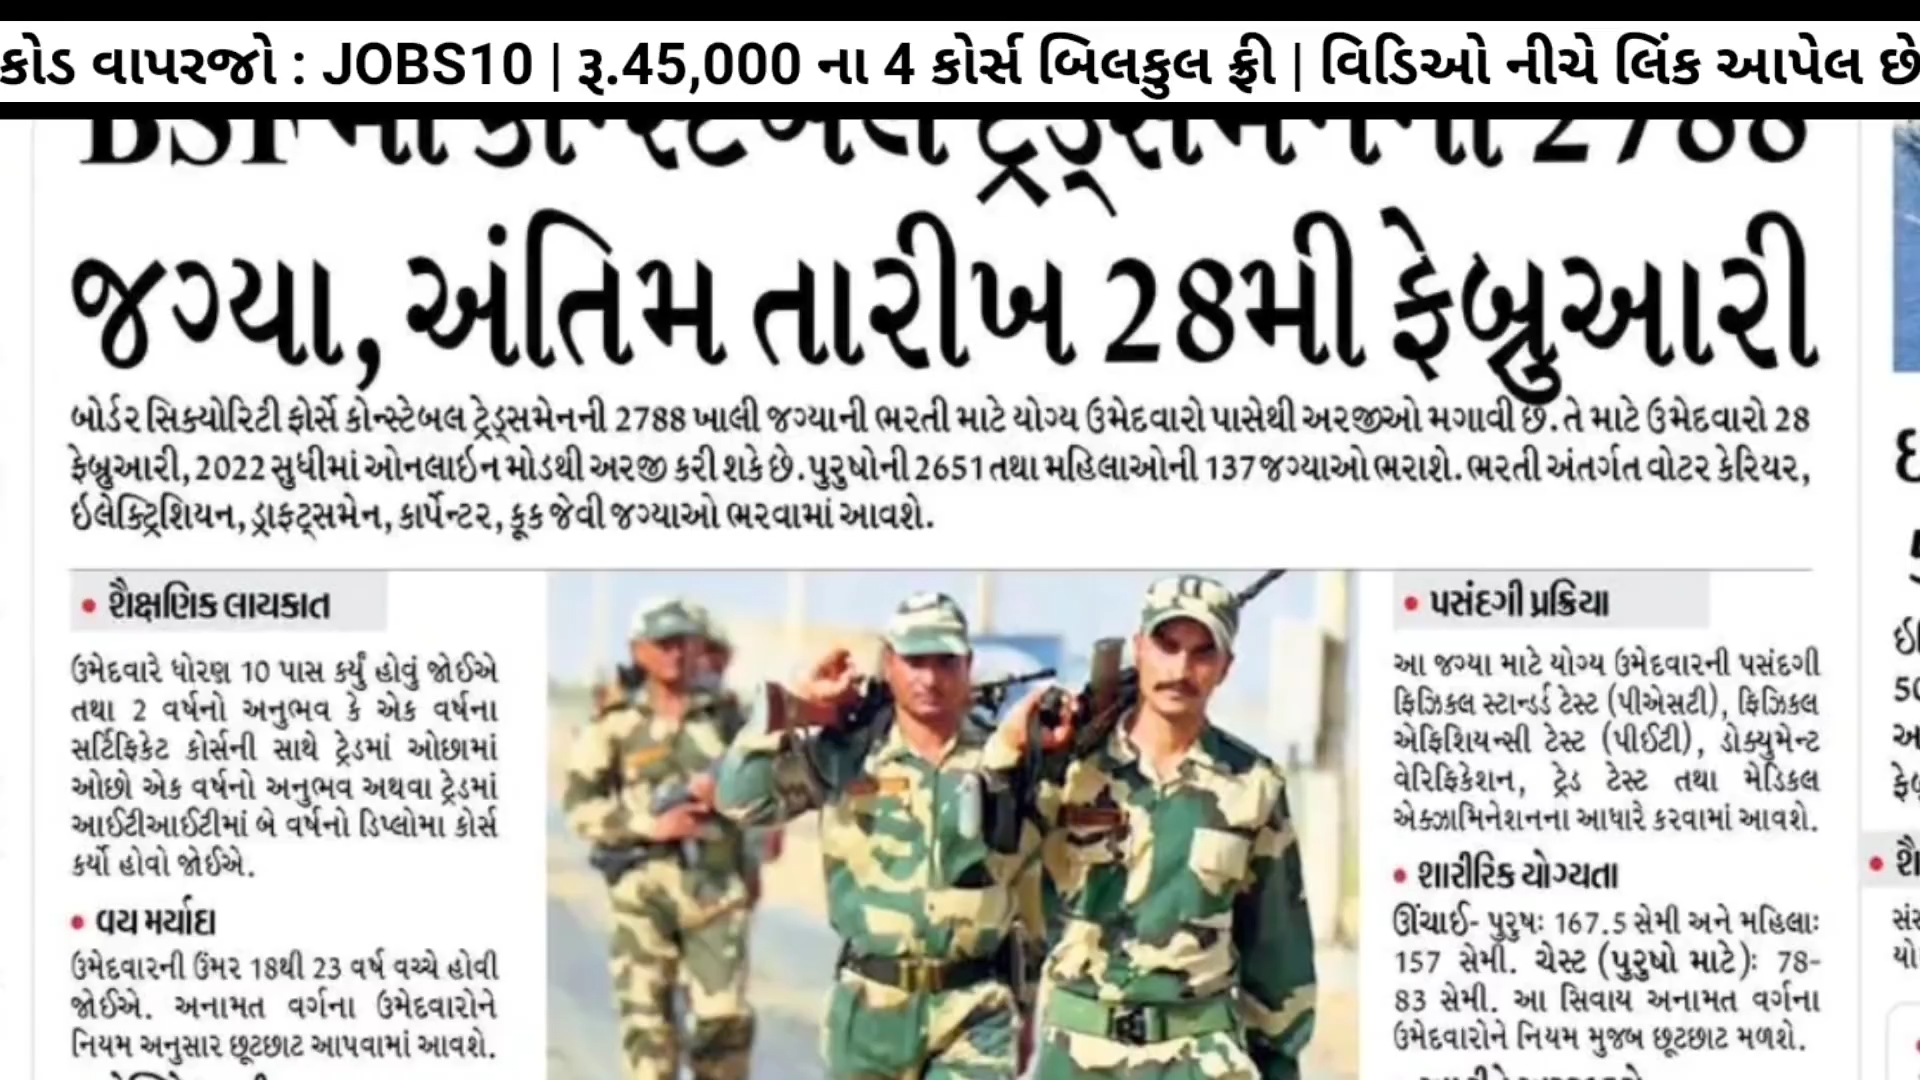 કોડ વાપરજો : JOBS10 | રૂ.45,000 ના 4 કોર્સ બિલકુલ ફ્રી | વિડિઓ નીચે લિંક આપેલ છે
BSFમાં કોન્સ્ટેબલ ટ્રેડ્સમેનની 2788
જગ્યા, અંતિમ તારીખ 28મી ફેબ્રુઆરી
બોર્ડર સિક્યોરિટી ફોર્સે કોન્સ્ટેબલ ટ્રેડ્સમેનની 2788 ખાલી જગ્યાની ભરતી માટે યોગ્ય ઉમેદવારો પાસેથી અરજીઓ મગાવી છે. તે માટે ઉમેદવારો 28
ફેબ્રુઆરી, 2022 સુધીમાં ઓનલાઇન મોડથી અરજી કરી શકે છે. પુરુષોની 2651 તથા મહિલાઓની 137 જગ્યાઓ ભરાશે. ભરતી અંતર્ગત વોટર કેરિયર,
ઇલેક્ટ્રિશિયન, ડ્રાફ્ટ્સમેન, કાર્પેન્ટર, કૂક જેવી જગ્યાઓ ભરવામાં આવશે.
• શૈક્ષણિક લાયકાત
ઉમેદવારે ધોરણ 10 પાસ કર્યું હોવું જોઈએ
તથા 2 વર્ષનો અનુભવ કે એક વર્ષના
સર્ટિફિકેટ કોર્સની સાથે ટ્રેડમાં ઓછામાં
ઓછો એક વર્ષનો અનુભવ અથવા ટ્રેડમાં
આઈટીઆઈટીમાં બે વર્ષનો ડિપ્લોમા કોર્સ
કર્યો હોવો જોઈએ.
• વય મર્યાદા
ઉમેદવારની ઉંમર 18થી 23 વર્ષ વચ્ચે હોવી
જોઈએ. અનામત વર્ગના ઉમેદવારોને
નિયમ અનુસાર છૂટછાટ આપવામાં આવશે.
• પસંદગી પ્રક્રિયા
આ જગ્યા માટે યોગ્ય ઉમેદવારની પસંદગી
ફિઝિકલ સ્ટાન્ડર્ડ ટેસ્ટ (પીએસટી), ફિઝિકલ
એફિશિયન્સી ટેસ્ટ (પીઈટી), ડોક્યુમેન્ટ
વેરિફિકેશન, ટ્રેડ ટેસ્ટ તથા મેડિકલ
એક્ઝામિનેશનના આધારે કરવામાં આવશે.
• શારીરિક યોગ્યતા
ઊંચાઈ- પુરુષઃ 167.5 સેમી અને મહિલાઃ
157 સેમી. ચેસ્ટ (પુરુષો માટે)ઃ 78-
83 સેમી. આ સિવાય અનામત વર્ગના
ઉમેદવારોને નિયમ મુજબ છૂટછાટ મળશે.